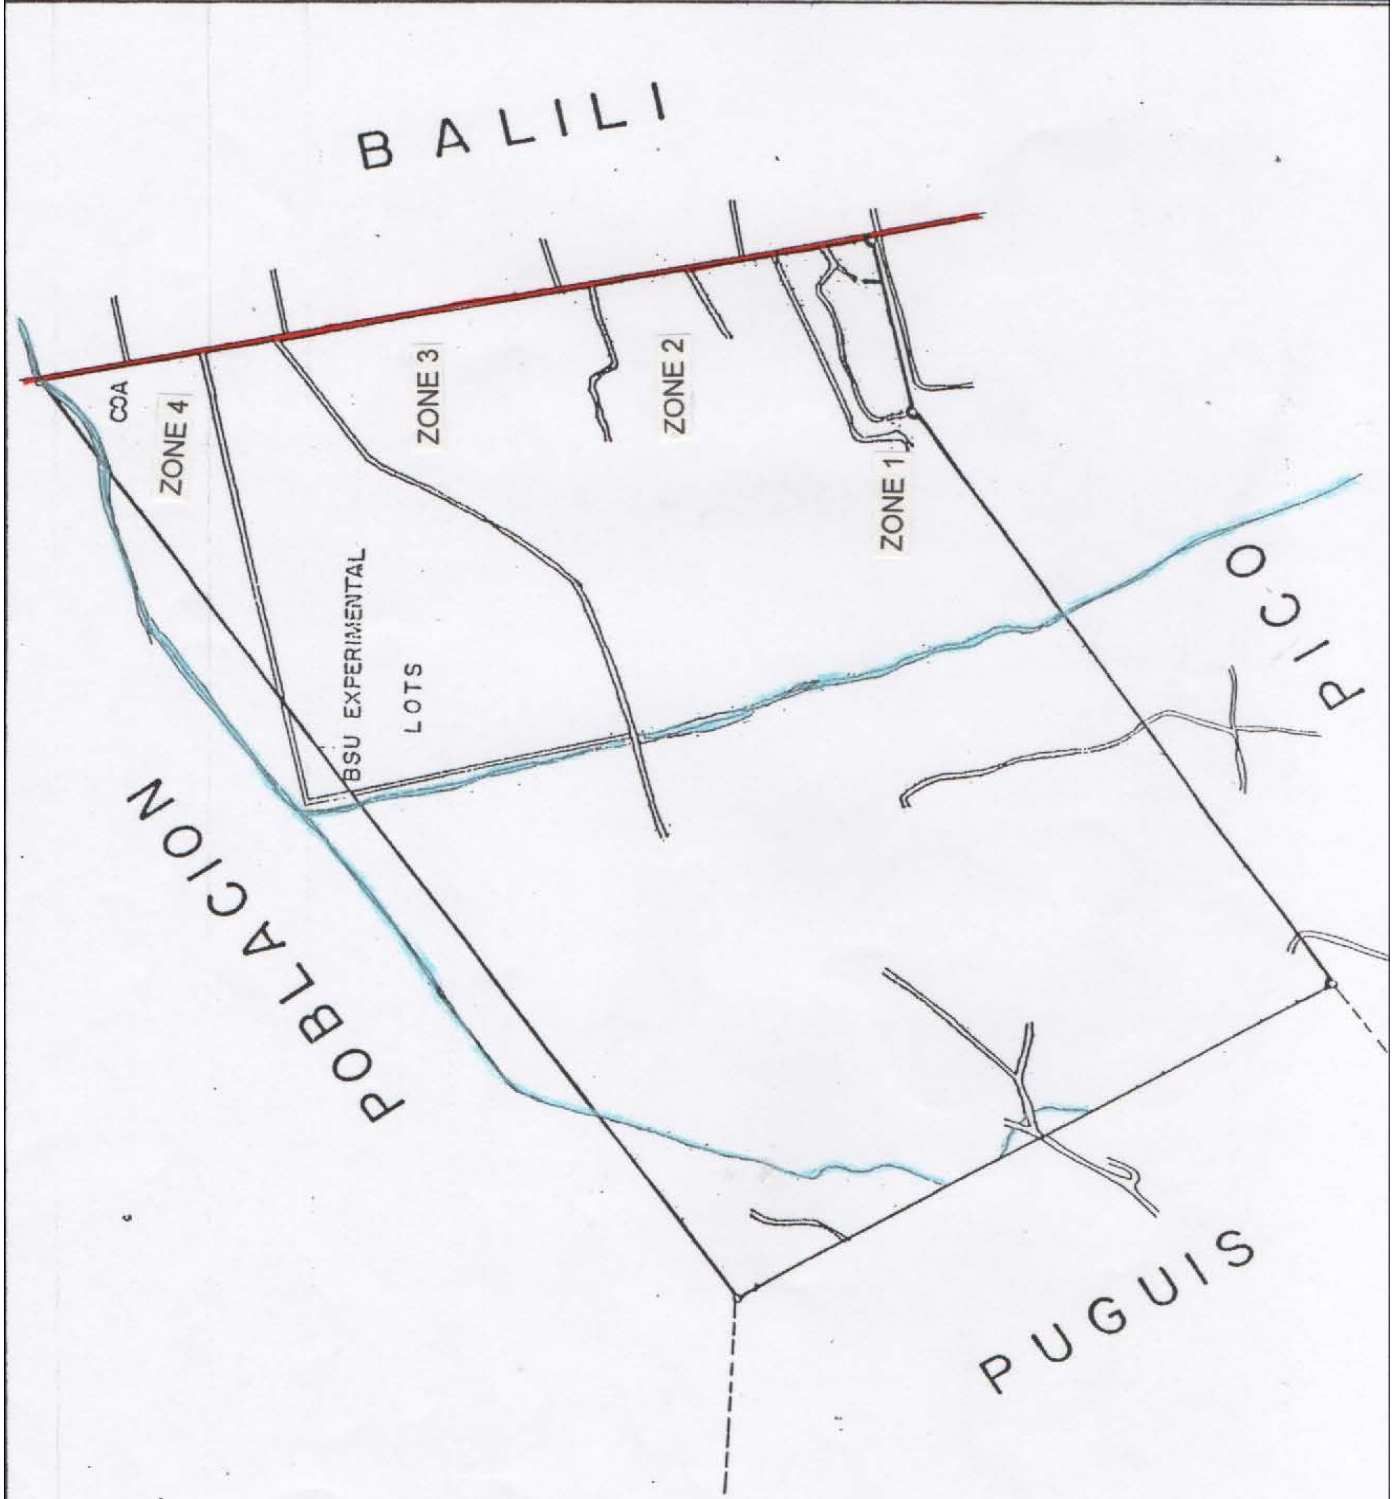 BALILI
COA
ZONE 4
ZONE 3
ZONE 2
ZONE 1
BSU EXPERIMENTAL
LOTS
PICO
POBLACION
PUGUIS